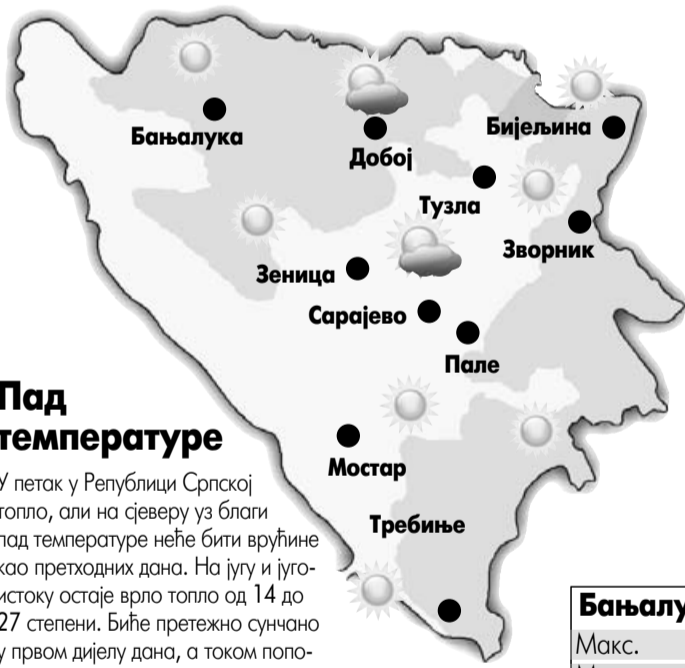 Бањалука
Добој
Бијељина
Тузла
Зворник
Зеница
Сарајево
Пале
Мостар
Требиње
Пад
температуре
У петак у Републици Српској
топло, али на сјеверу уз благи
пад температуре неће бити врућине
као претходних дана. На југу и југо-
истоку остаје врло топло од 14 до
27 степени. Биће претежно сунчано
у првом дијелу дана, а током попо-
Бањалу
Макс.